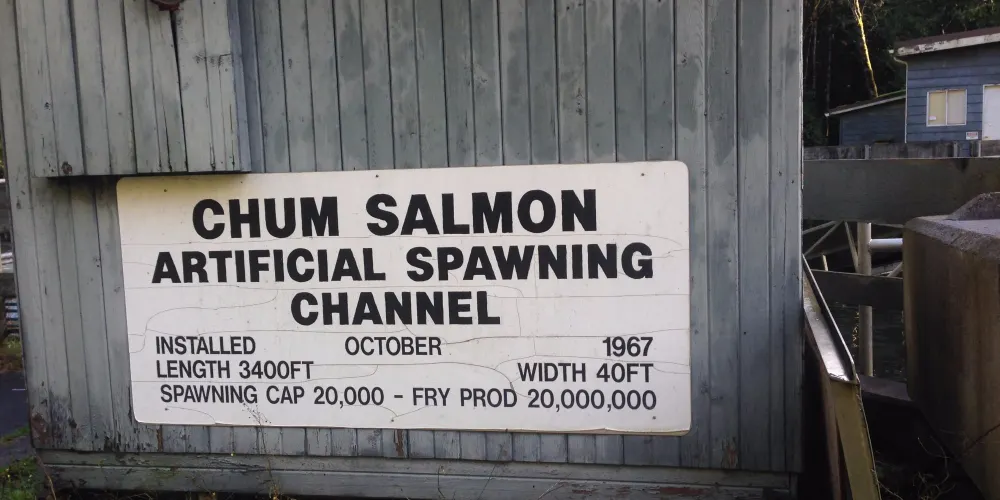 CHUM SALMON
ARTIFICIAL SPAWNING
CHANNEL
INSTALLED OCTOBER 1967
LENGTH 3400FT WIDTH 40FT
SPAWNING CAP 20,000 - FRY PROD 20,000,000